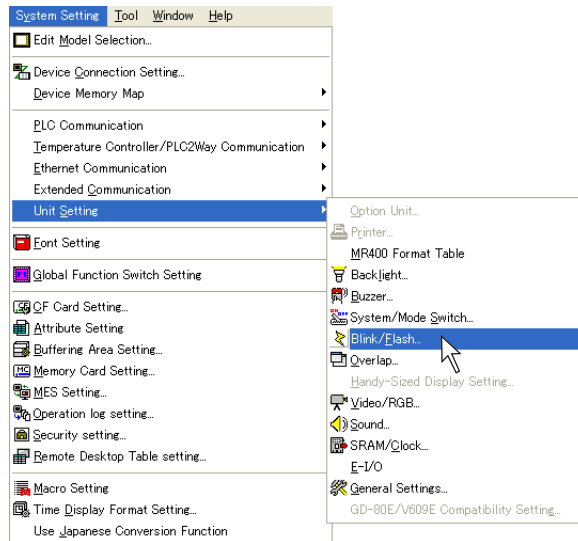 System Setting Tool Window Help
Edit Model Selection...
Device Connection Setting...
Device Memory Map
PLC Communication
Temperature Controller/PLC2Way Communication
Ethernet Communication
Extended Communication
Unit Setting
Font Setting
Global Function Switch Setting
CF Card Setting...
Attribute Setting
Buffering Area Setting...
Memory Card Setting...
MES Setting...
Operation log setting...
Security setting...
Remote Desktop Table setting...
Macro Setting
Time Display Format Setting...
Use Japanese Conversion Function
Option Unit...
Printer...
MR400 Format Table
Backlight...
Buzzer...
System/Mode Switch...
Blink/Flash...
Overlap...
Handy-Sized Display Setting...
Video/RGB...
Sound...
SRAM/Clock...
E-I/O
General Settings...
GD-80E/V609E Compatibility Setting...